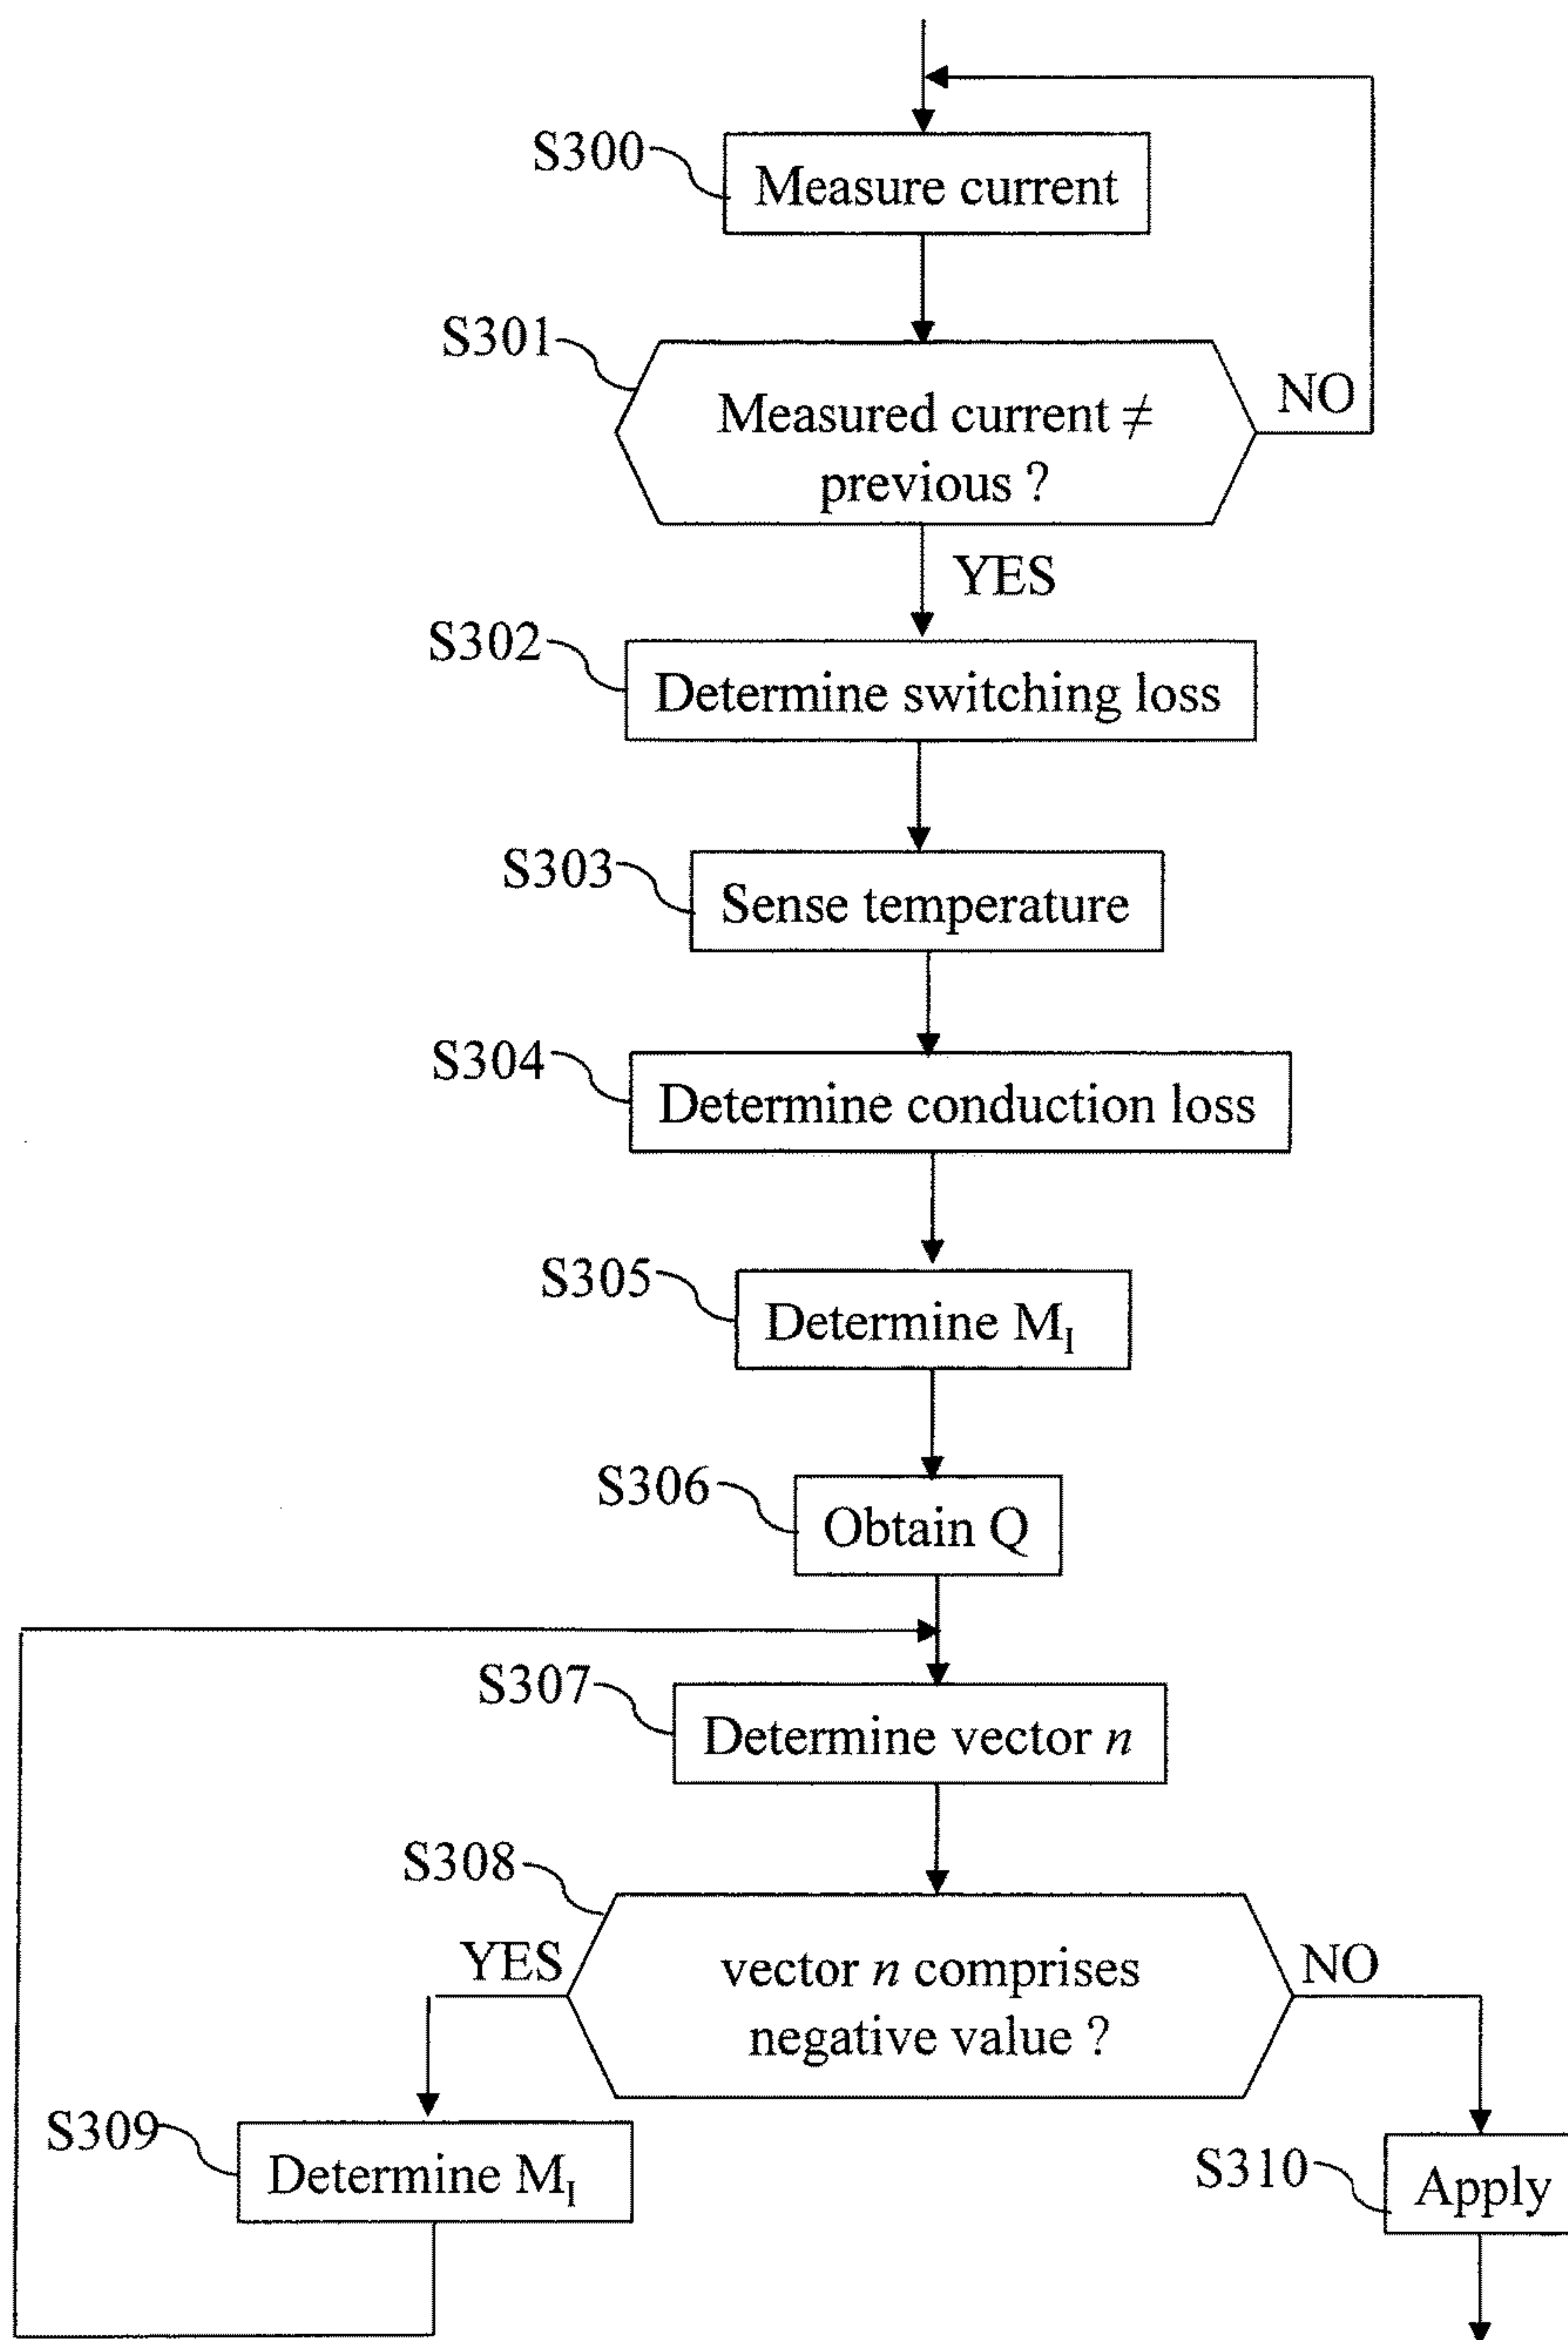 S300
Measure current
S301
Measured current ≠
previous ?
NO
YES
S302
Determine switching loss
S303
Sense temperature
S304
Determine conduction loss
S305
Determine M_I
S306
Obtain Q
S307
Determine vector n
S308
YES
vector n comprises
negative value ?
NO
S309
Determine M_I
S310
Apply